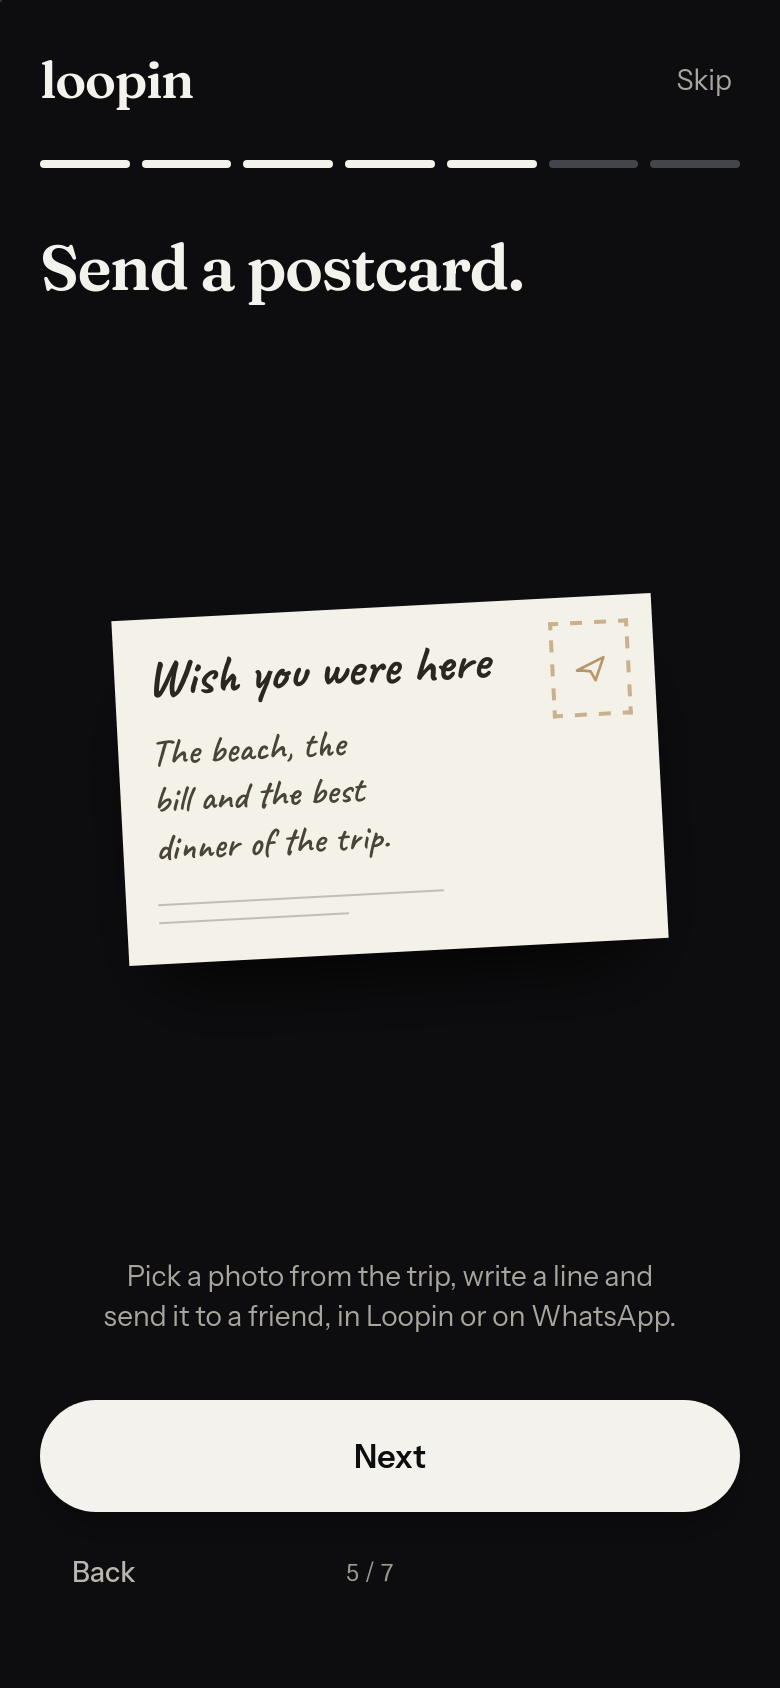 loopin
Skip
Send a postcard.
Wish you were here
The beach, the
bill and the best
dinner of the trip.
Pick a photo from the trip, write a line and
send it to a friend, in Loopin or on WhatsApp.
Next
Back
5 / 7